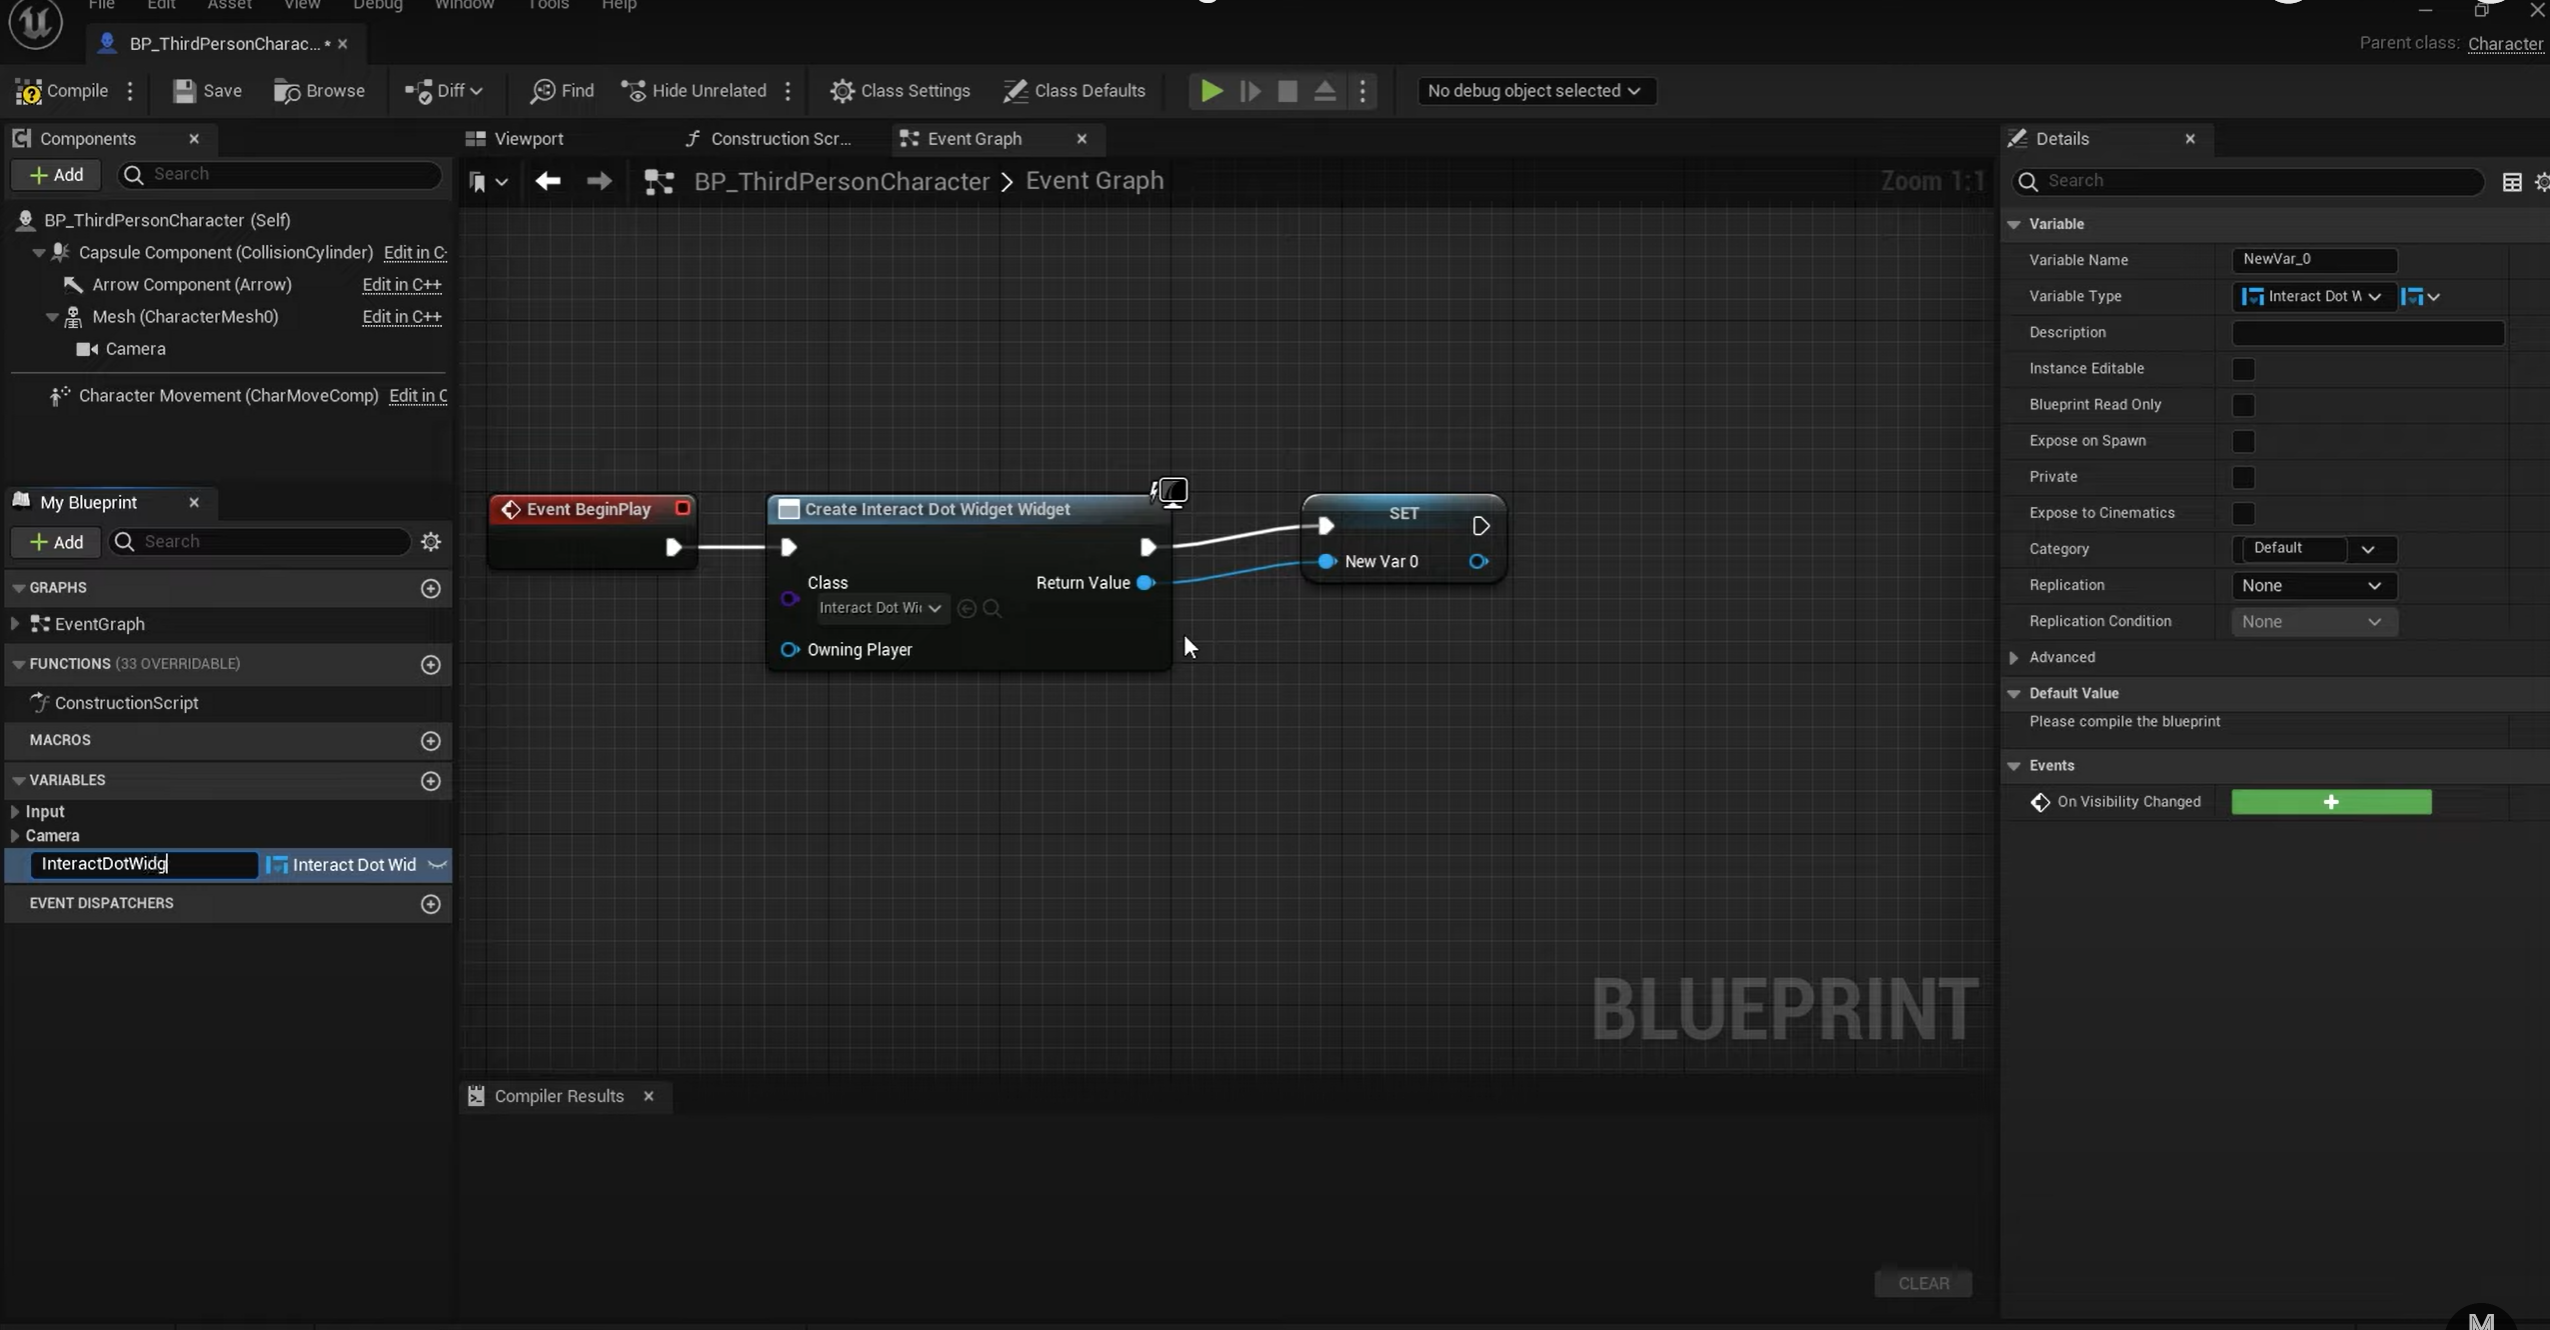 File Edit Asset View Debug Window Tools Help
BP_ThirdPersonCharac... *
Parent class: Character
Compile Save Browse Diff Find Hide Unrelated Class Settings Class Defaults No debug object selected
Components
Viewport Construction Scr... Event Graph
Details
Add Search
BP_ThirdPersonCharacter > Event Graph
Zoom 1:1
Search
BP_ThirdPersonCharacter (Self)
Capsule Component (CollisionCylinder) Edit in C
Arrow Component (Arrow) Edit in C++
Mesh (CharacterMesh0) Edit in C++
Camera
Character Movement (CharMoveComp) Edit in C
My Blueprint
Add Search
GRAPHS
EventGraph
FUNCTIONS (33 OVERRIDABLE)
ConstructionScript
MACROS
VARIABLES
Input
Camera
InteractDotWidg Interact Dot Wid
EVENT DISPATCHERS
Event BeginPlay
Create Interact Dot Widget Widget
Class
Return Value
Interact Dot Wi
Owning Player
SET
New Var 0
BLUEPRINT
Compiler Results
CLEAR
Variable
Variable Name NewVar_0
Variable Type Interact Dot W
Description
Instance Editable
Blueprint Read Only
Expose on Spawn
Private
Expose to Cinematics
Category Default
Replication None
Replication Condition None
Advanced
Default Value
Please compile the blueprint
Events
On Visibility Changed
M